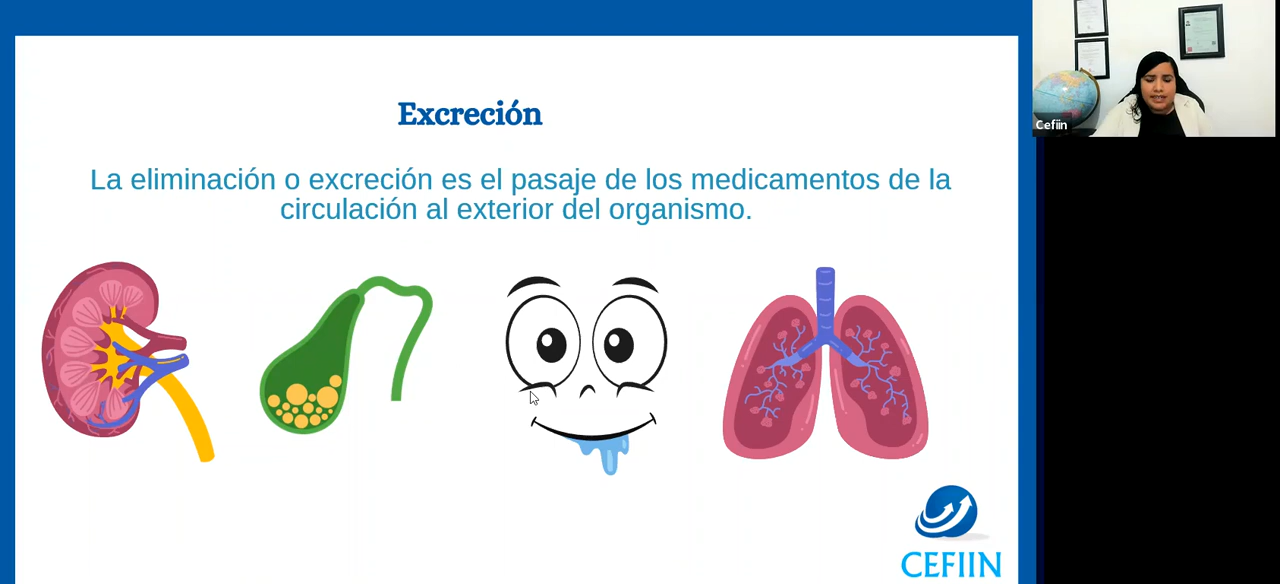 Excreción
La eliminación o excreción es el pasaje de los medicamentos de la
circulación al exterior del organismo.
CEFIIN
Cefiin